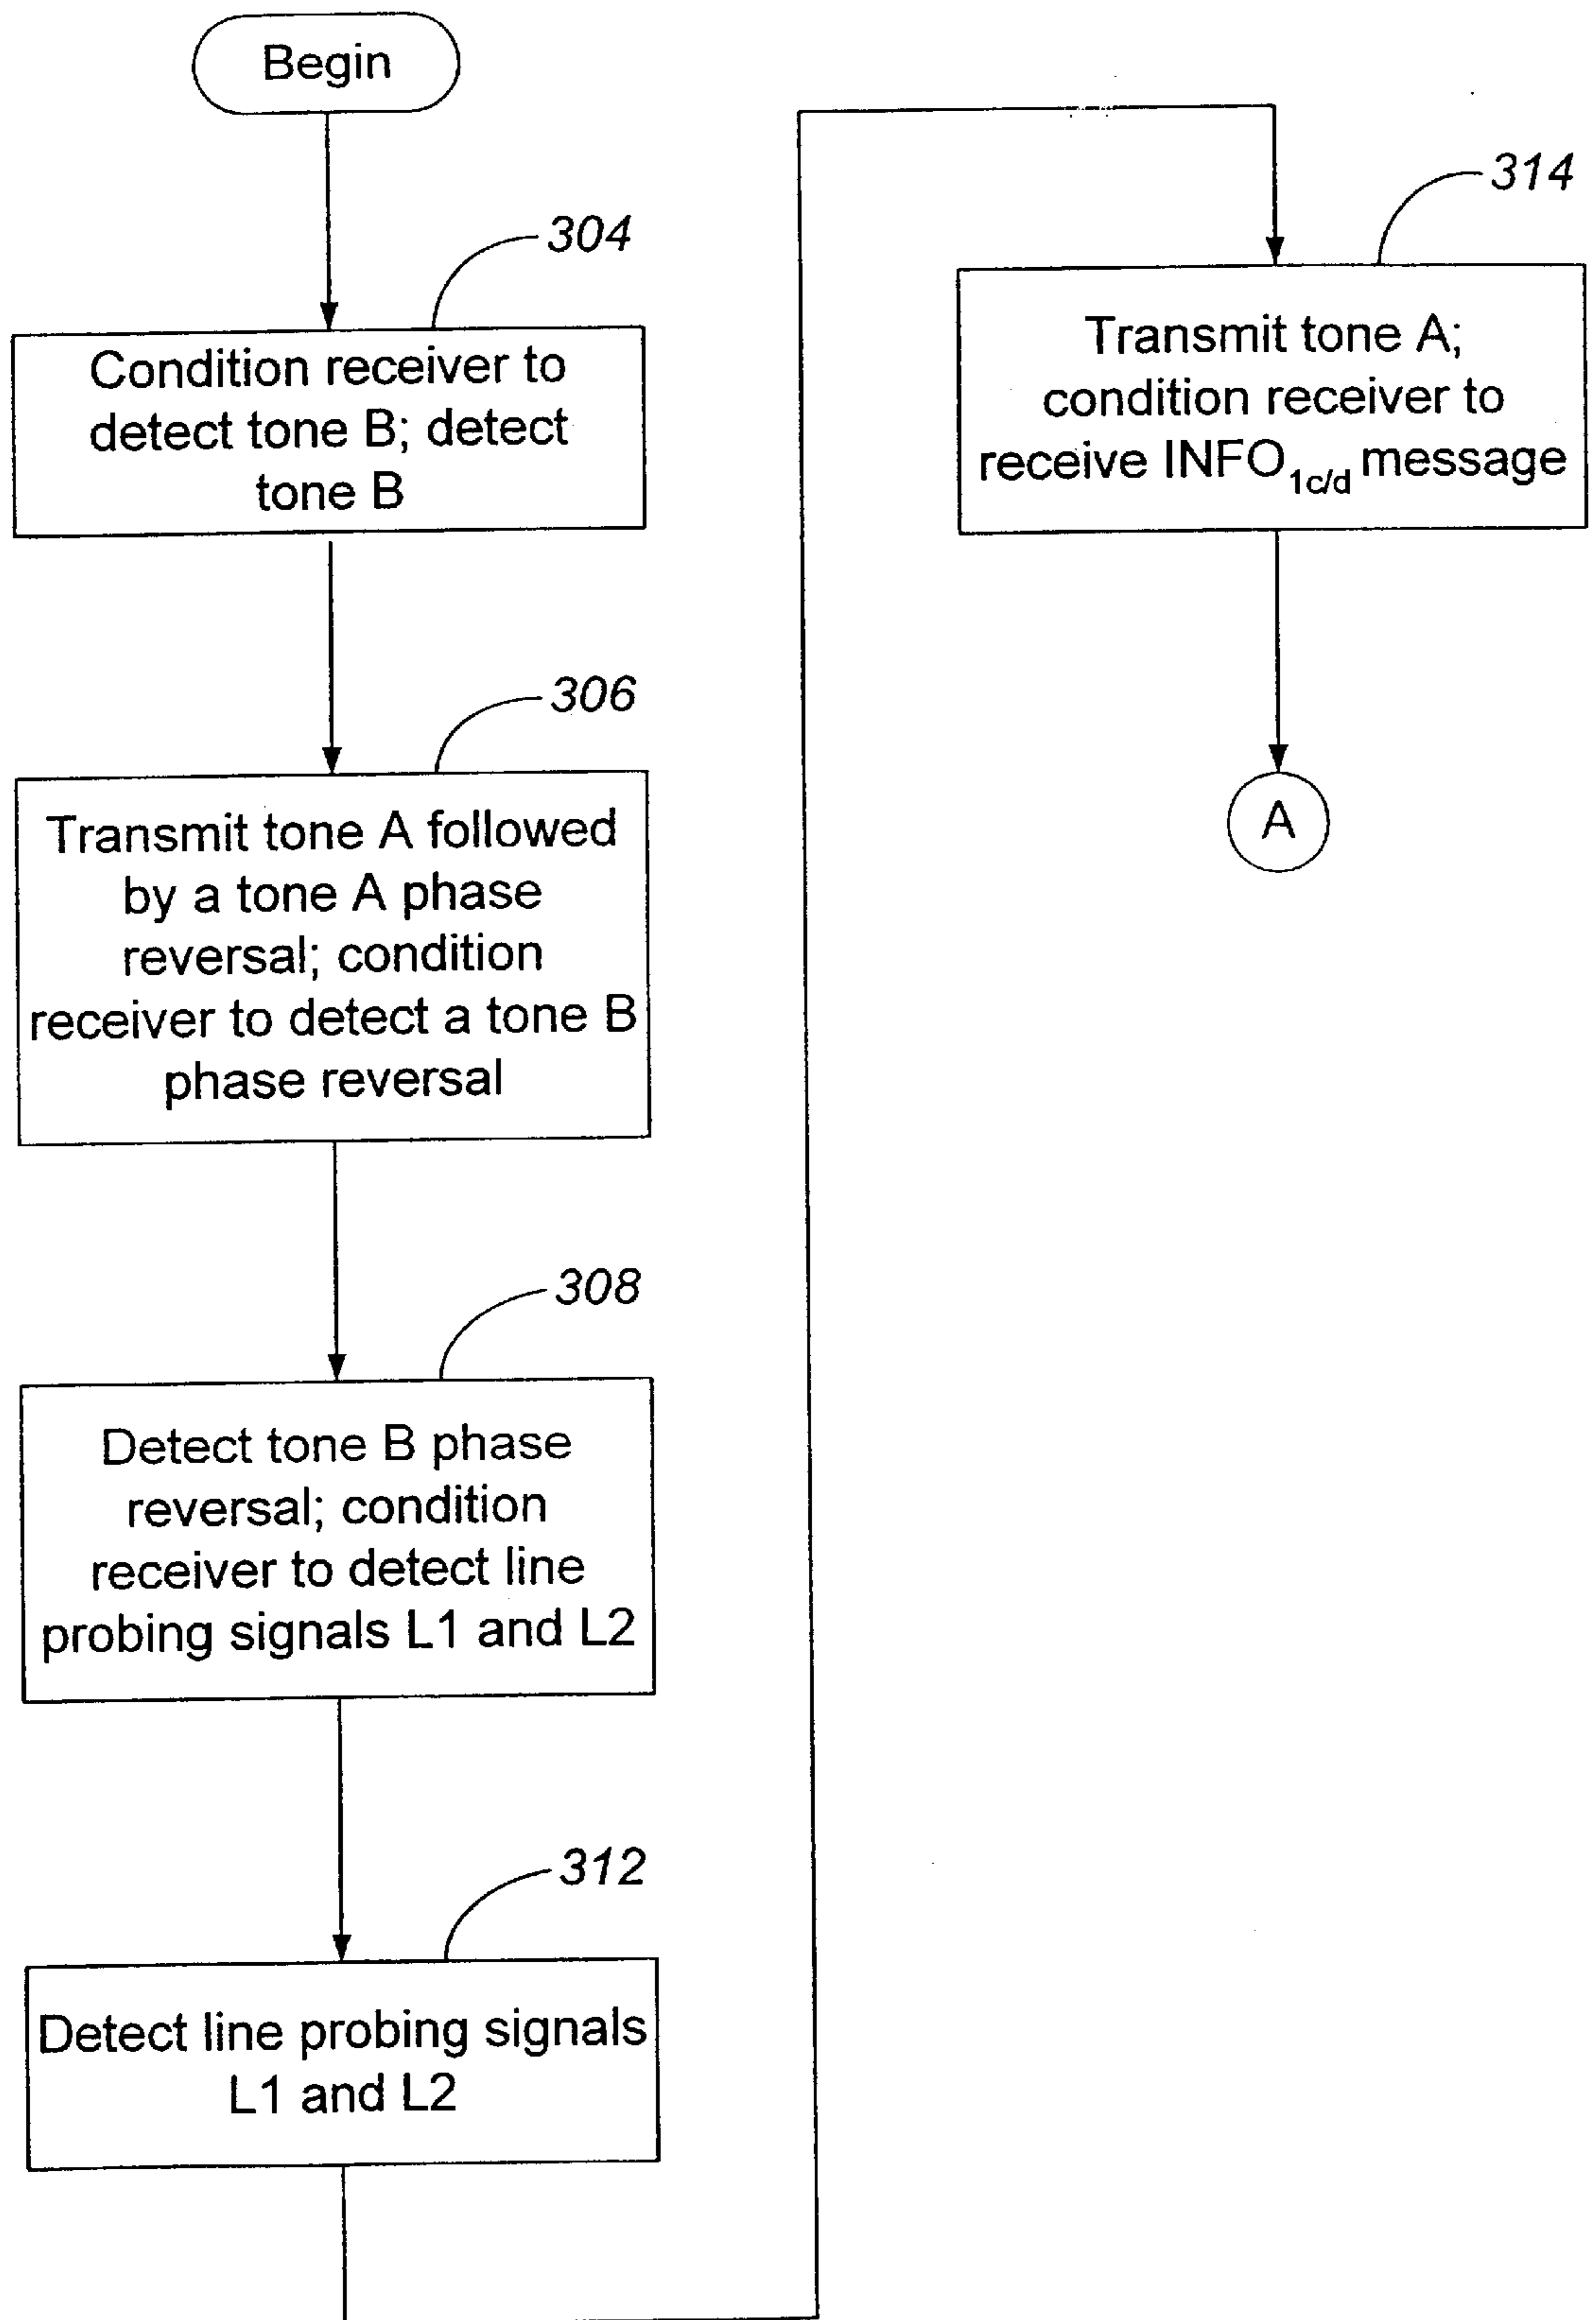 Begin
304
Condition receiver to
detect tone B; detect
tone B
306
Transmit tone A followed
by a tone A phase
reversal; condition
receiver to detect a tone B
phase reversal
308
Detect tone B phase
reversal; condition
receiver to detect line
probing signals L1 and L2
312
Detect line probing signals
L1 and L2
314
Transmit tone A;
condition receiver to
receive INFO1c/d message
A